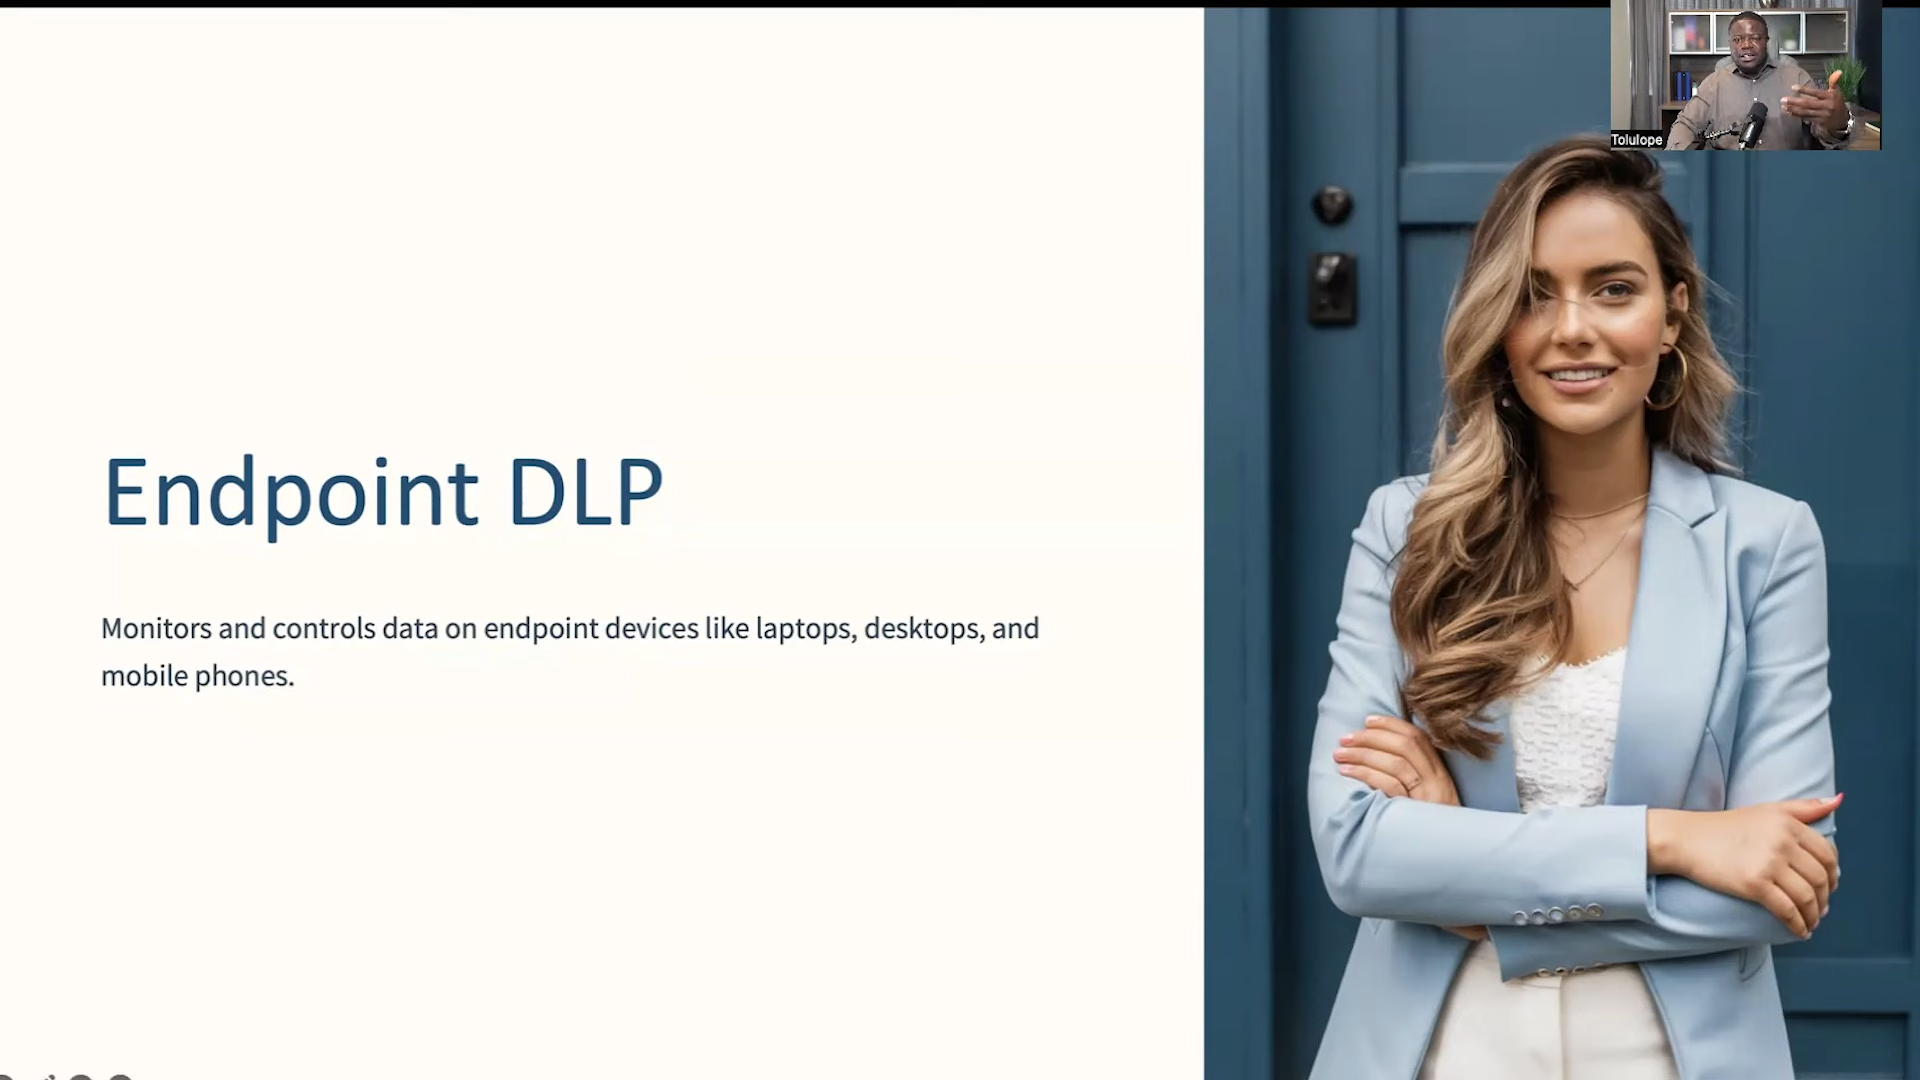 Tolulope
Endpoint DLP
Monitors and controls data on endpoint devices like laptops, desktops, and
mobile phones.